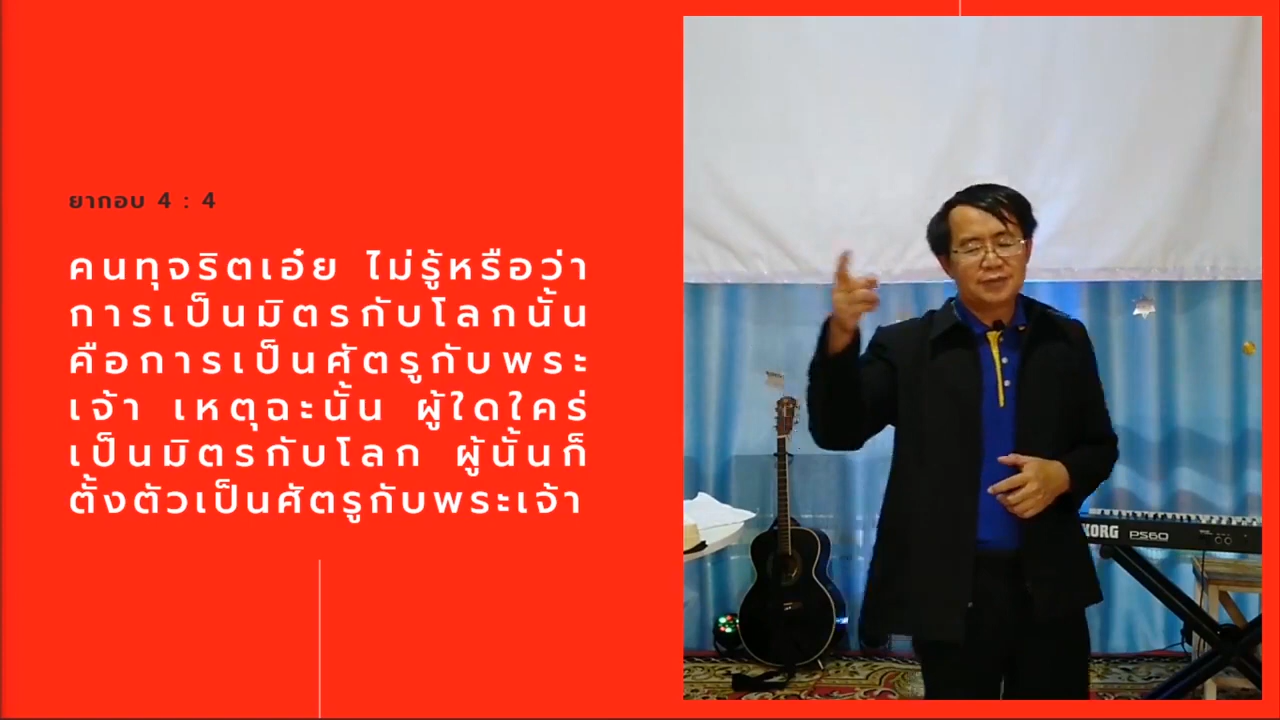 ยากอบ 4 : 4
คนทุจริตเอ๋ย ไม่รู้หรือว่า
การเป็นมิตรกับโลกนั้น
คือการเป็นศัตรูกับพระ
เจ้า เหตุฉะนั้น ผู้ใดใคร่
เป็นมิตรกับโลก ผู้นั้นก็
ตั้งตัวเป็นศัตรูกับพระเจ้า
KORG PS60